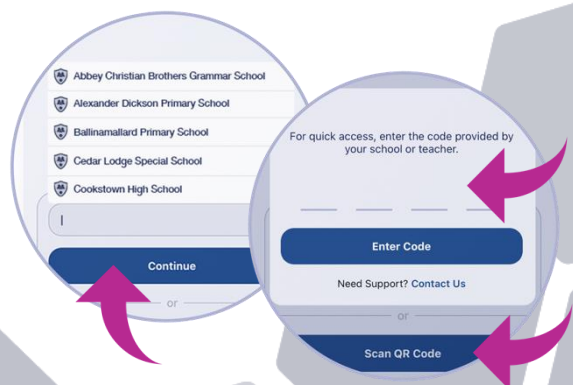 Abbey Christian Brothers Grammar School
Alexander Dickson Primary School
Ballinamallard Primary School
Cedar Lodge Special School
Cookstown High School
Continue
or
For quick access, enter the code provided by
your school or teacher.
Enter Code
Need Support? Contact Us
or
Scan QR Code